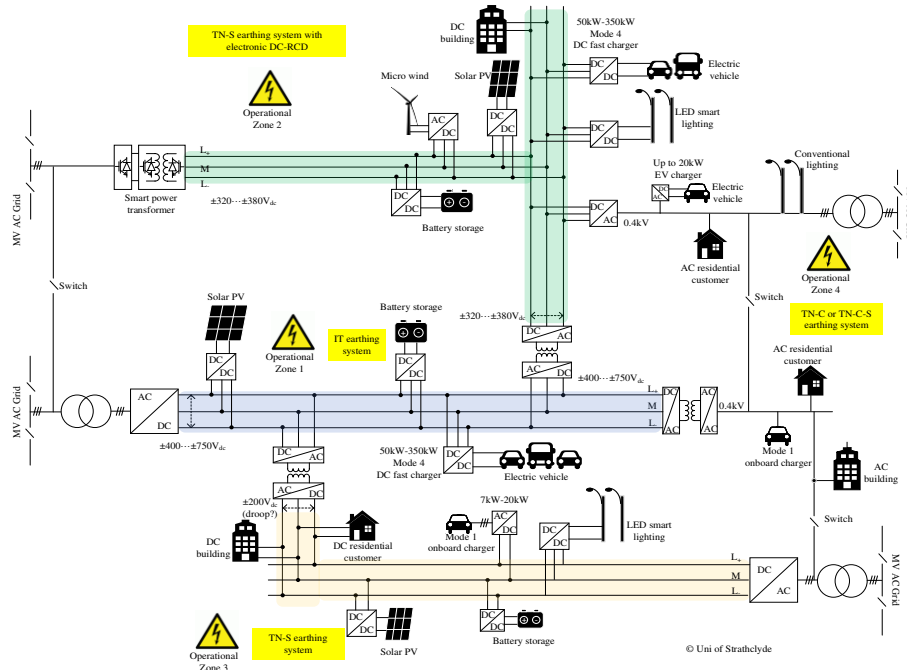 TN-S earthing system with
electronic DC-RCD
Operational
Zone 2
DC
building
50kW-350kW
Mode 4
DC fast charger
DC
DC
Electric
vehicle
Micro wind
Solar PV
AC
DC
DC
DC
DC
DC
LED smart
lighting
Conventional
lighting
Up to 20kW
EV charger
DC
AC
Electric
vehicle
MV AC Grid
Smart power
transformer
L+
M
L-
±320···±380Vdc
DC
DC
Battery storage
DC
AC
0.4kV
AC residential
customer
Operational
Zone 4
TN-C or TN-C-S
earthing system
Switch
Switch
Solar PV
DC
DC
Operational
Zone 1
IT earthing
system
Battery storage
DC
DC
±320···±380Vdc
DC
AC
AC
DC
±400···±750Vdc
AC residential
customer
MV AC Grid
AC
DC
±400···±750Vdc
L+
M
L-
DC
AC
AC
AC
0.4kV
Mode 1
onboard charger
AC
building
50kW-350kW
Mode 4
DC fast charger
DC
DC
Electric vehicle
DC
AC
AC
DC
±200Vdc
(droop?)
DC
building
DC residential
customer
7kW-20kW
Mode 1
onboard charger
AC
DC
DC
DC
LED smart
lighting
Switch
L+
M
L-
DC
AC
MV AC Grid
DC
DC
Solar PV
DC
DC
Battery storage
Operational
Zone 3
TN-S earthing
system
© Uni of Strathclyde